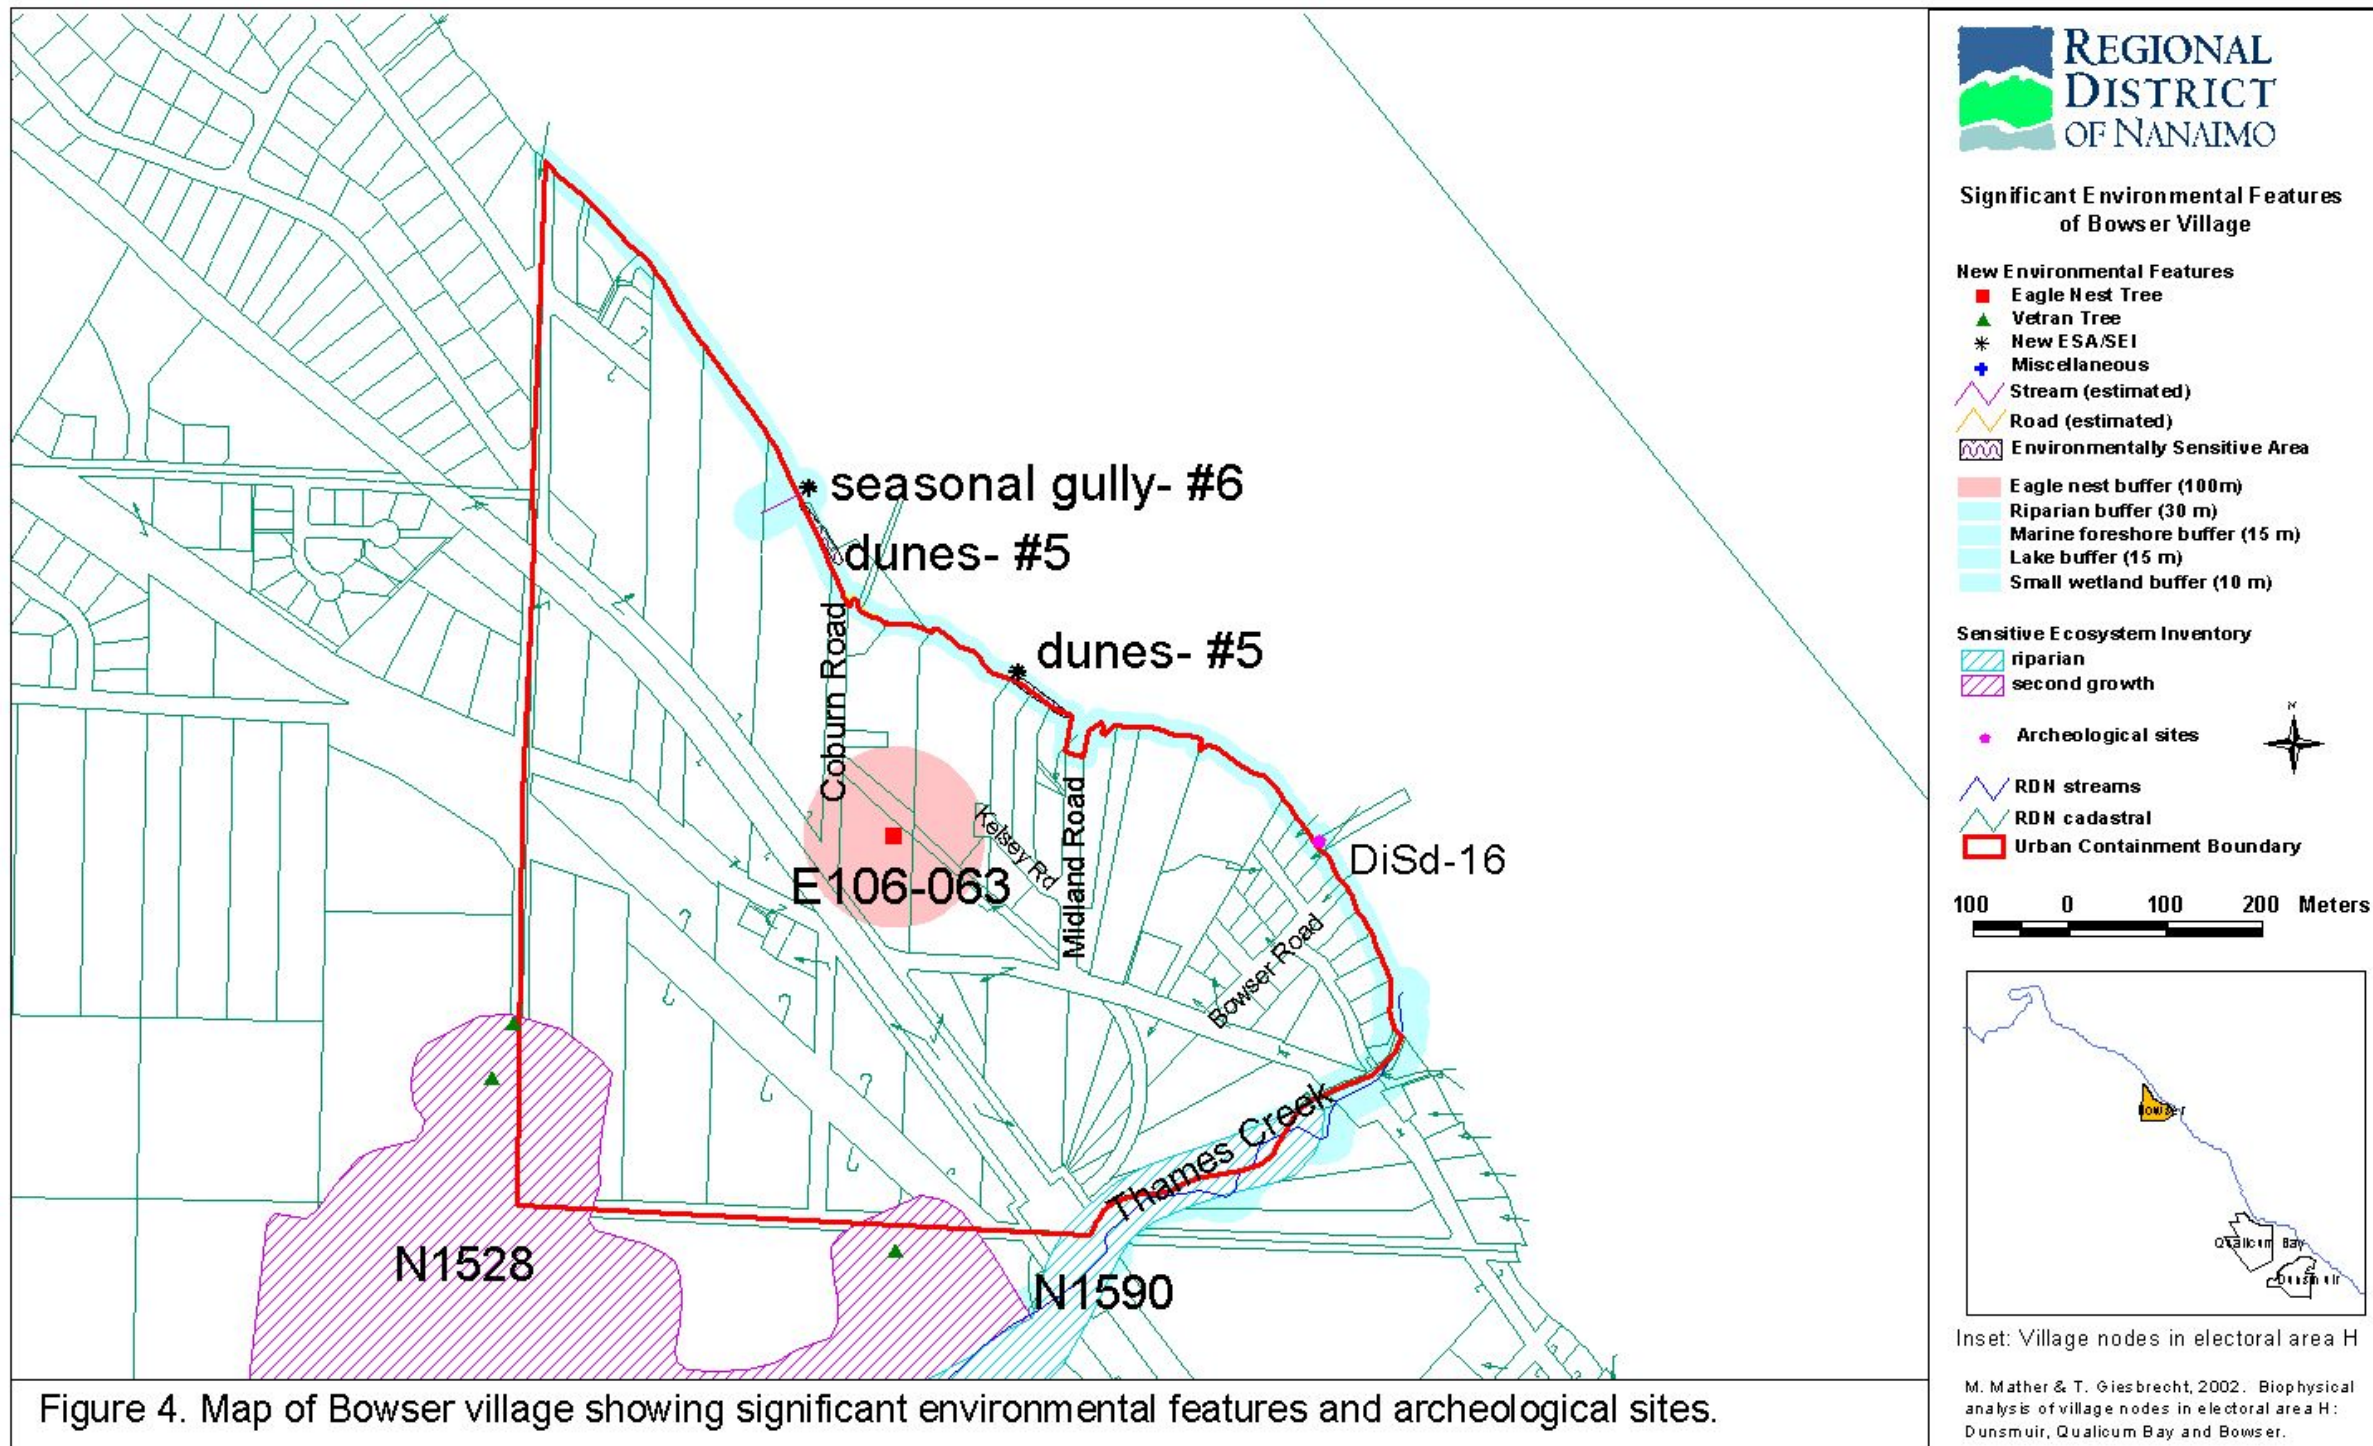 REGIONAL
DISTRICT
OF NANAIMO
Significant Environmental Features
of Bowser Village
New Environmental Features
Eagle Nest Tree
Vetran Tree
New ESA/SEI
Miscellaneous
Stream (estimated)
Road (estimated)
Environmentally Sensitive Area
Eagle nest buffer (100m)
Riparian buffer (30 m)
Marine foreshore buffer (15 m)
Lake buffer (15 m)
Small wetland buffer (10 m)
Sensitive Ecosystem Inventory
riparian
second growth
N
Archeological sites
RDN streams
RDN cadastral
Urban Containment Boundary
100 0 100 200 Meters
Bowser
Qualicum Bay
Dunsmuir
Inset: Village nodes in electoral area H
M. Mather & T. Giesbrecht, 2002. Biophysical
analysis of village nodes in electoral area H:
Dunsmuir, Qualicum Bay and Bowser.
seasonal gully- #6
dunes- #5
dunes- #5
Coburn Road
Kelsey Rd
Midland Road
E106-063
DiSd-16
Bowser Road
Thames Creek
N1528
N1590
Figure 4. Map of Bowser village showing significant environmental features and archeological sites.